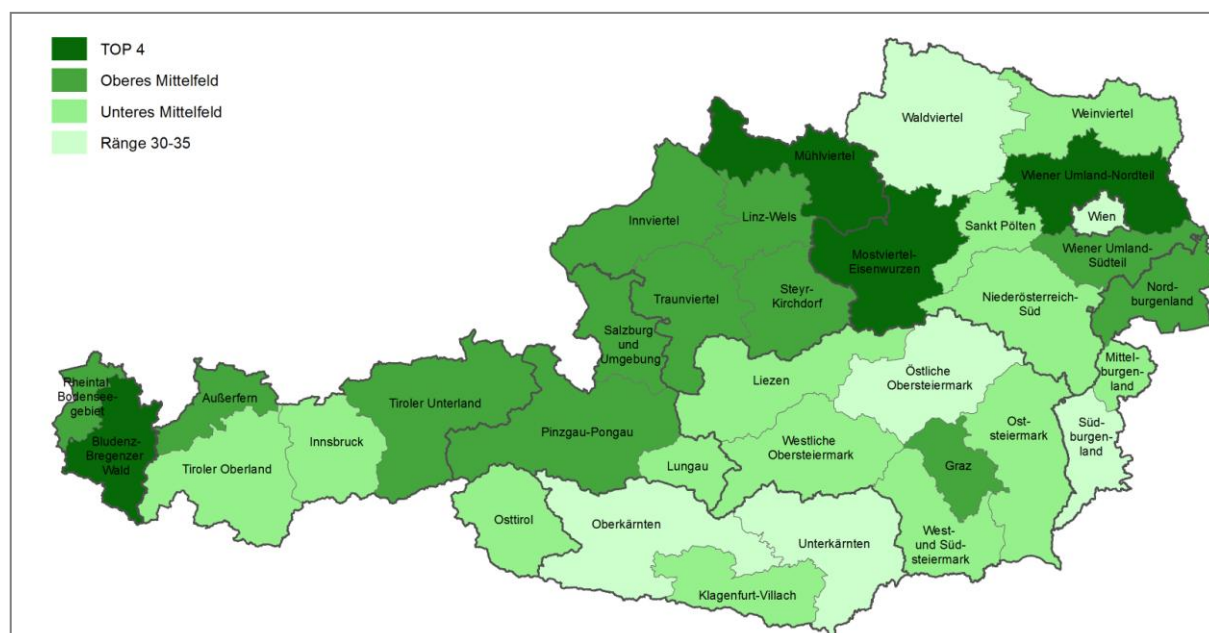 TOP 4
Oberes Mittelfeld
Unteres Mittelfeld
Ränge 30-35
Waldviertel
Weinviertel
Mühlviertel
Wiener Umland-Nordteil
Wien
Innviertel
Linz-Wels
Sankt Pölten
Mostviertel-
Eisenwurzen
Wiener Umland-
Südteil
Nord-
burgenland
Traunviertel
Steyr-
Kirchdorf
Niederösterreich-
Süd
Salzburg
und
Umgebung
Mittel-
burgen-
land
Rheintal
Bodensee-
gebiet
Außerfern
Tiroler Unterland
Liezen
Östliche
Obersteiermark
Bludenz-
Bregenzer
Wald
Tiroler Oberland
Innsbruck
Pinzgau-Pongau
Lungau
Westliche
Obersteiermark
Graz
Ost-
steiermark
Süd-
burgen-
land
Osttirol
Oberkärnten
Unterkärnten
West-
und Süd-
steiermark
Klagenfurt-Villach